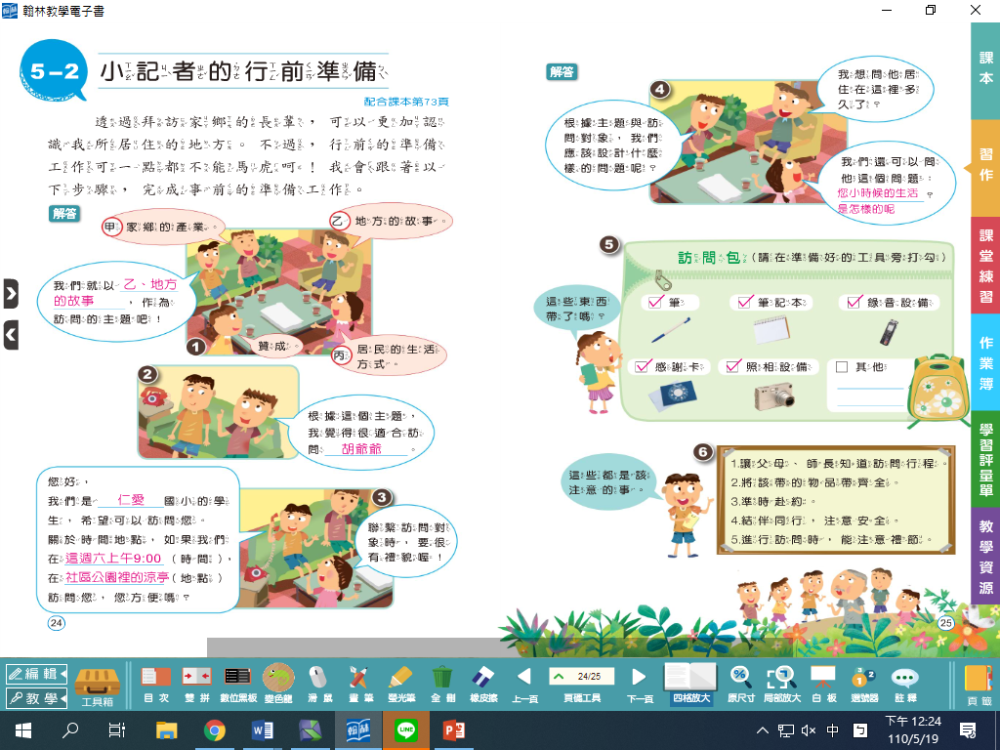 翰林教學電子書
5-2
小記者的行前準備
配合課本第73頁
透過拜訪家鄉的長輩，可以更加認
識我所居住的地方。不過，行前的準備
工作可一點都不能馬虎呵！我會跟著以
下步驟，完成事前的準備工作。
解答
甲 家鄉的產業。
乙 地方的故事。
我們就以 乙、地方
的故事 ，作為
訪問的主題吧！
1
贊成。
丙 居民的生活
方式。
2
根據這個主題，
我覺得很適合訪
問 胡爺爺 。
您好，
我們是 仁愛 國小的學
生，希望可以訪問您。
關於時間地點，如果我們
在 這週六上午9:00 （時間），
在 社區公園裡的涼亭（地點）
訪問您，您方便嗎？
3
聯繫訪問對
象時，要很
有禮貌喔！
24
解答
4
我想問他居
住在這裡多
久了？
根據主題與訪
問對象，我們
應該設計什麼
樣的問題呢？
我們還可以問
他這個問題：
您小時候的生活
是怎樣的呢 ？
5
訪問包（請在準備好的工具旁打勾）
這些東西
帶了嗎？
筆
筆記本
錄音設備
感謝卡
照相設備
其他
6
這些都是該
注意的事。
1.讓父母、師長知道訪問行程。
2.將該帶的物品帶齊全。
3.準時赴約。
4.結伴同行，注意安全。
5.進行訪問時，能注意禮節。
25
課本
習作
課堂練習
作業簿
學習評量單
教學資源
編輯
教學
工具箱
目次
雙拼
數位黑板
變色龍
滑鼠
畫筆
螢光筆
全刪
橡皮擦
上一頁
24/25
頁碼工具
下一頁
四格放大
原尺寸
局部放大
白板
選號器
註釋
頁籤
中
下午 12:24
110/5/19